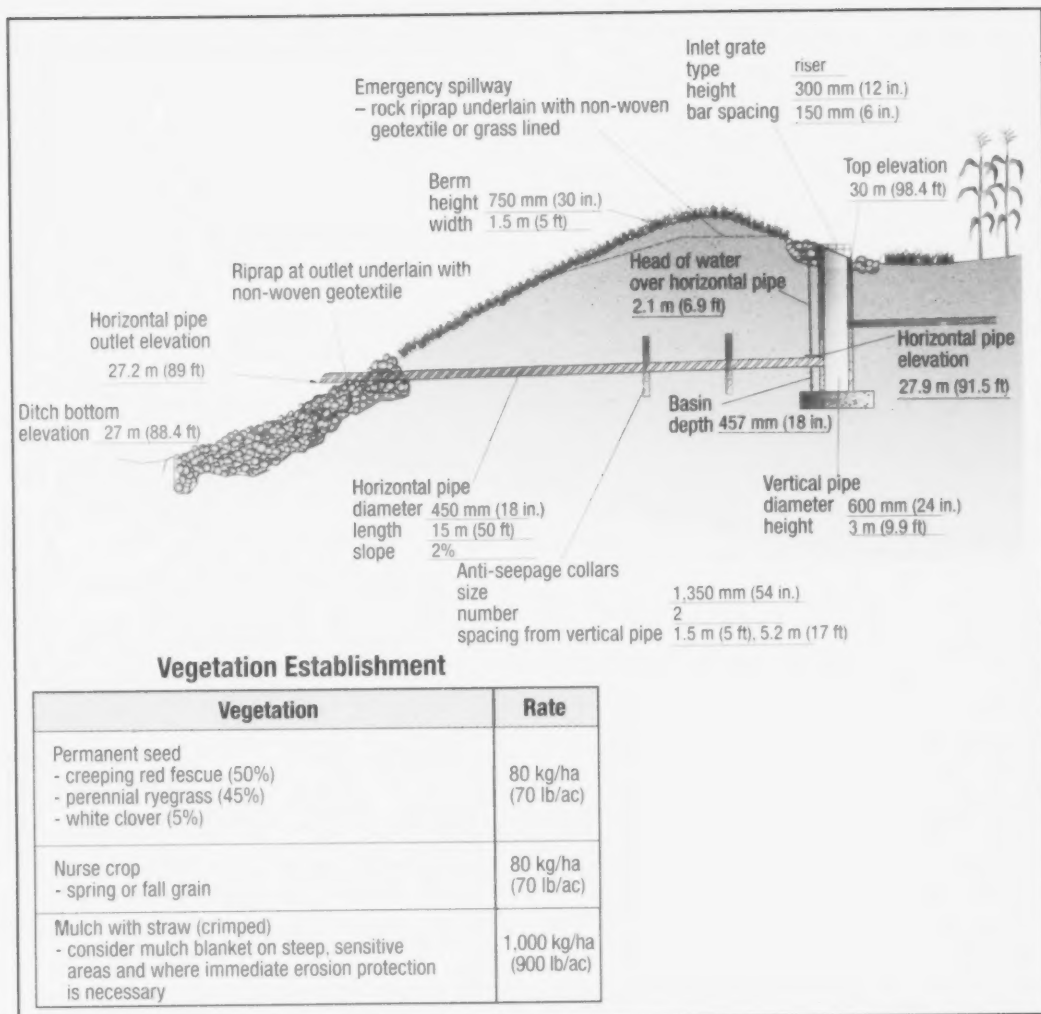 Inlet grate
type riser
height 300 mm (12 in.)
bar spacing 150 mm (6 in.)
Emergency spillway
– rock riprap underlain with non-woven
geotextile or grass lined
Top elevation
30 m (98.4 ft)
Berm
height 750 mm (30 in.)
width 1.5 m (5 ft)
Riprap at outlet underlain with
non-woven geotextile
Head of water
over horizontal pipe
2.1 m (6.9 ft)
Horizontal pipe
outlet elevation
27.2 m (89 ft)
Horizontal pipe
elevation
27.9 m (91.5 ft)
Ditch bottom
elevation 27 m (88.4 ft)
Basin
depth 457 mm (18 in.)
Horizontal pipe
diameter 450 mm (18 in.)
length 15 m (50 ft)
slope 2%
Vertical pipe
diameter 600 mm (24 in.)
height 3 m (9.9 ft)
Anti-seepage collars
size 1,350 mm (54 in.)
number 2
spacing from vertical pipe 1.5 m (5 ft), 5.2 m (17 ft)
Vegetation Establishment
Vegetation Rate
Permanent seed
- creeping red fescue (50%)
- perennial ryegrass (45%)
- white clover (5%)
80 kg/ha
(70 lb/ac)
Nurse crop
- spring or fall grain
80 kg/ha
(70 lb/ac)
Mulch with straw (crimped)
- consider mulch blanket on steep, sensitive
areas and where immediate erosion protection
is necessary
1,000 kg/ha
(900 lb/ac)